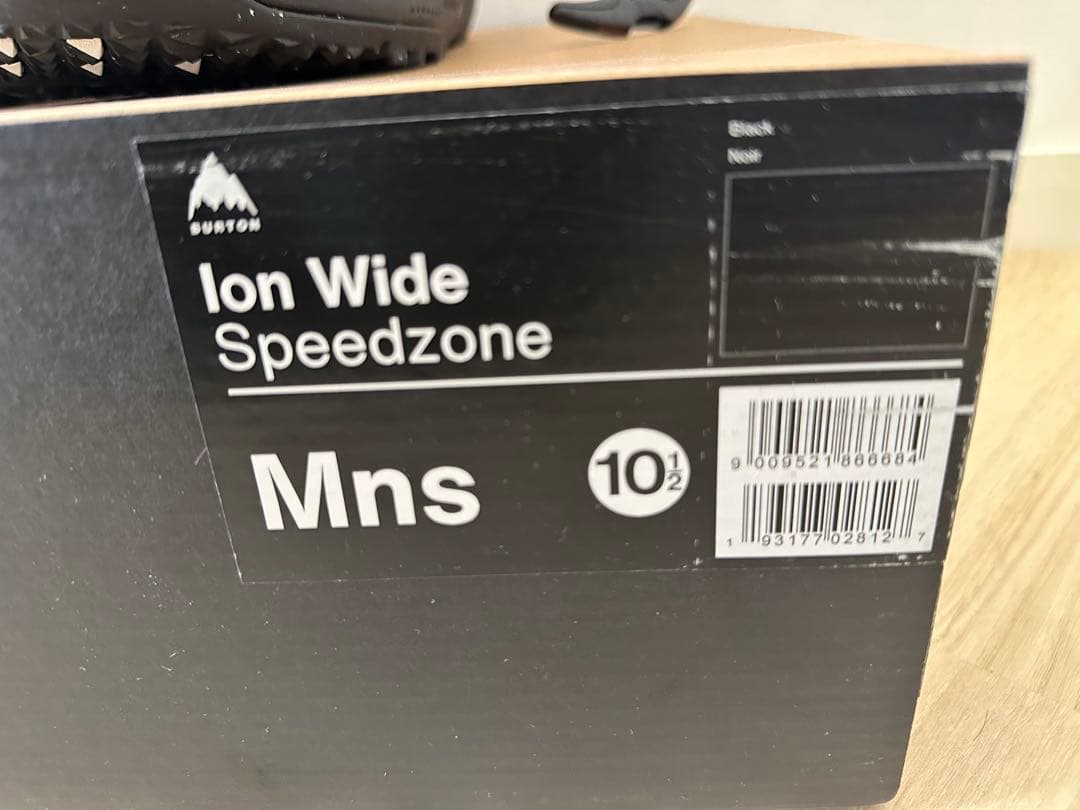 BURTON
Black
Noir
Ion Wide
Speedzone
Mns
10½
9 009521 866684
1 93177 02812 7